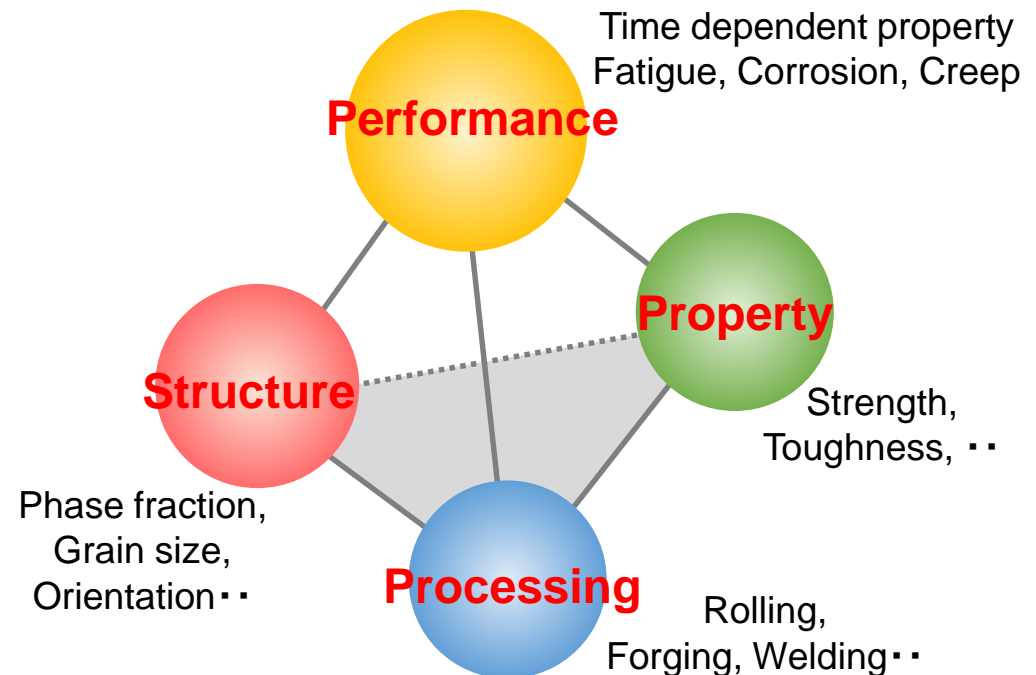 Time dependent property
Fatigue, Corrosion, Creep
Performance
Property
Strength,
Toughness, ･･
Structure
Phase fraction,
Grain size,
Orientation･･
Processing
Rolling,
Forging, Welding･･